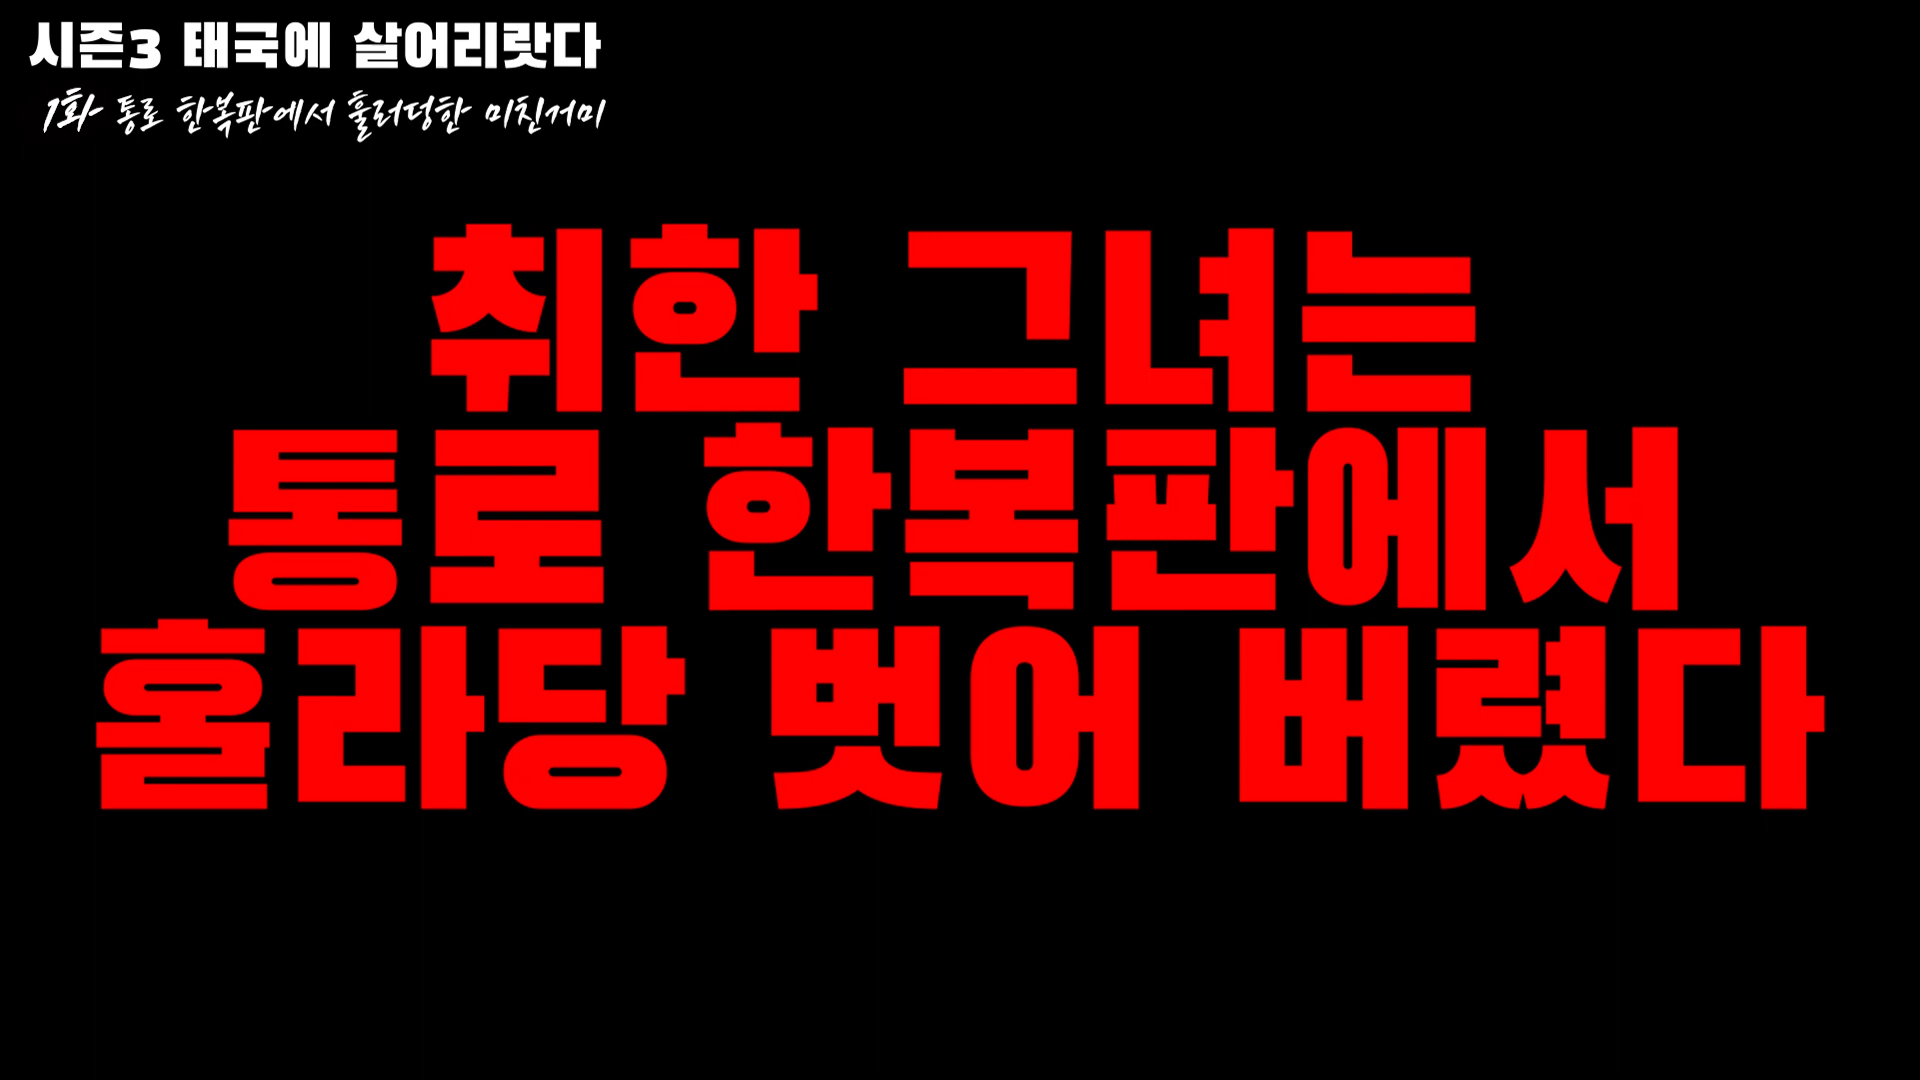 시즌3 태국에 살어리랏다
1화 통로 한복판에서 훌러덩한 미친거미
취한 그녀는
통로 한복판에서
홀라당 벗어 버렸다